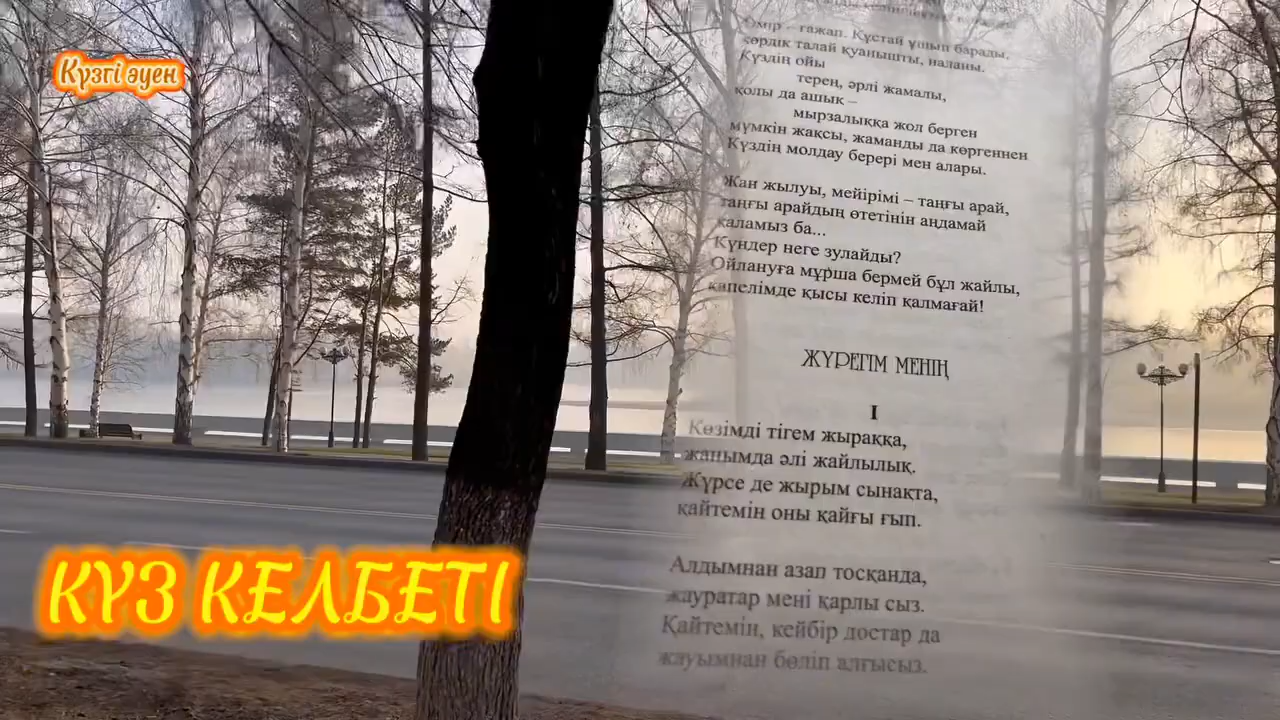 Күзгі әуен
Өмір – ғажап. Құстай ұшып барады.
көрдік талай қуанышты, наланы.
Күздің ойы
терең, әрлі жамалы,
қолы да ашық –
мырзалыққа жол берген
мүмкін жақсы, жаманды да көргеннен
Күздің молдау берері мен алары.
Жан жылуы, мейірімі – таңғы арай,
таңғы арайдың өтетінін аңдамай
қаламыз ба...
Күндер неге зулайды?
Ойлануға мұрша бермей бұл жайлы,
кәпелімде қысы келіп қалмағай!
ЖҮРЕГІМ МЕНІҢ
I
Көзімді тігем жыраққа,
жанымда әлі жайлылық.
Жүрсе де жырым сынақта,
қайтемін оны қайғы ғып.
Алдымнан азап тосқанда,
жауратар мені қарлы сыз.
Қайтемін, кейбір достар да
жауымнан бөліп алғысыз.
КҮЗ КЕЛБЕТІ